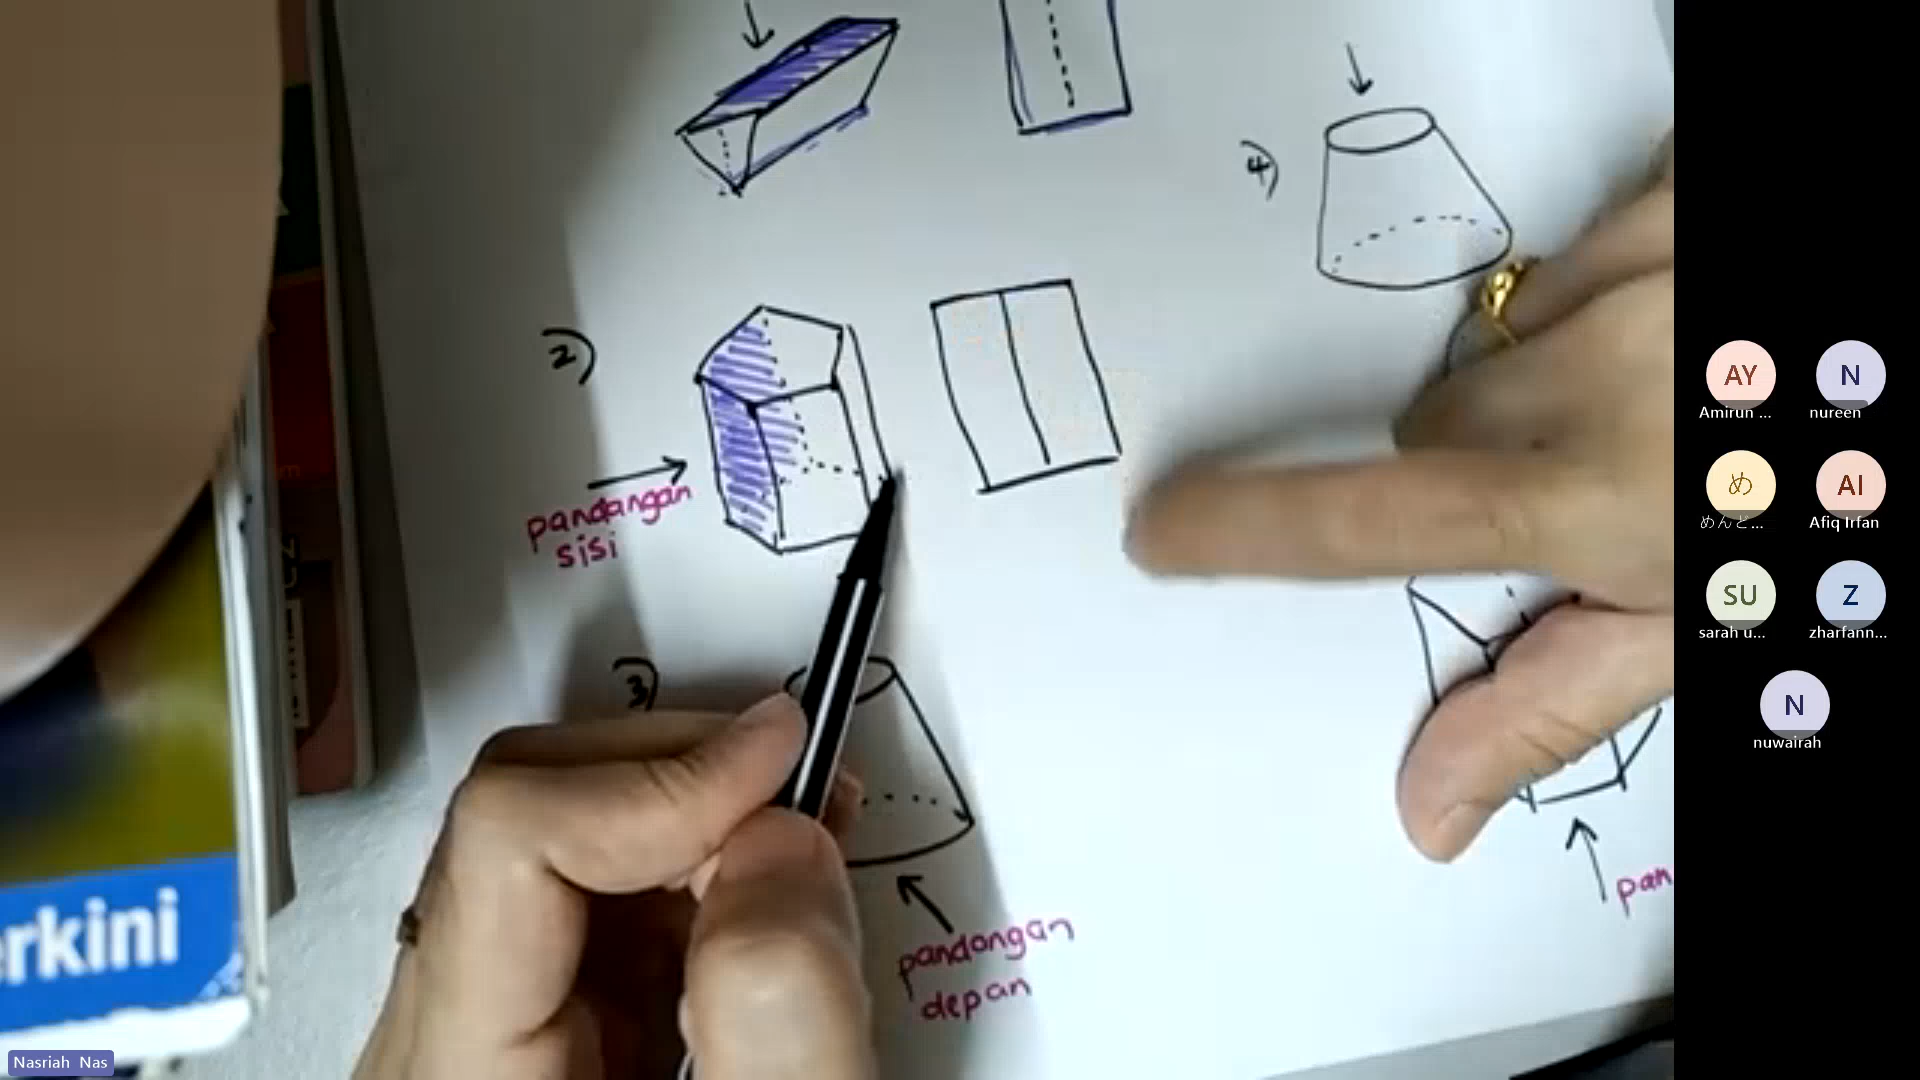 4)
2)
pandangan
sisi
3)
pandangan
depan
pan
erkini
AY
Amirun ...
N
nureen
め
めんど...
AI
Afiq Irfan
SU
sarah u...
Z
zharfann...
N
nuwairah
Nasriah Nas